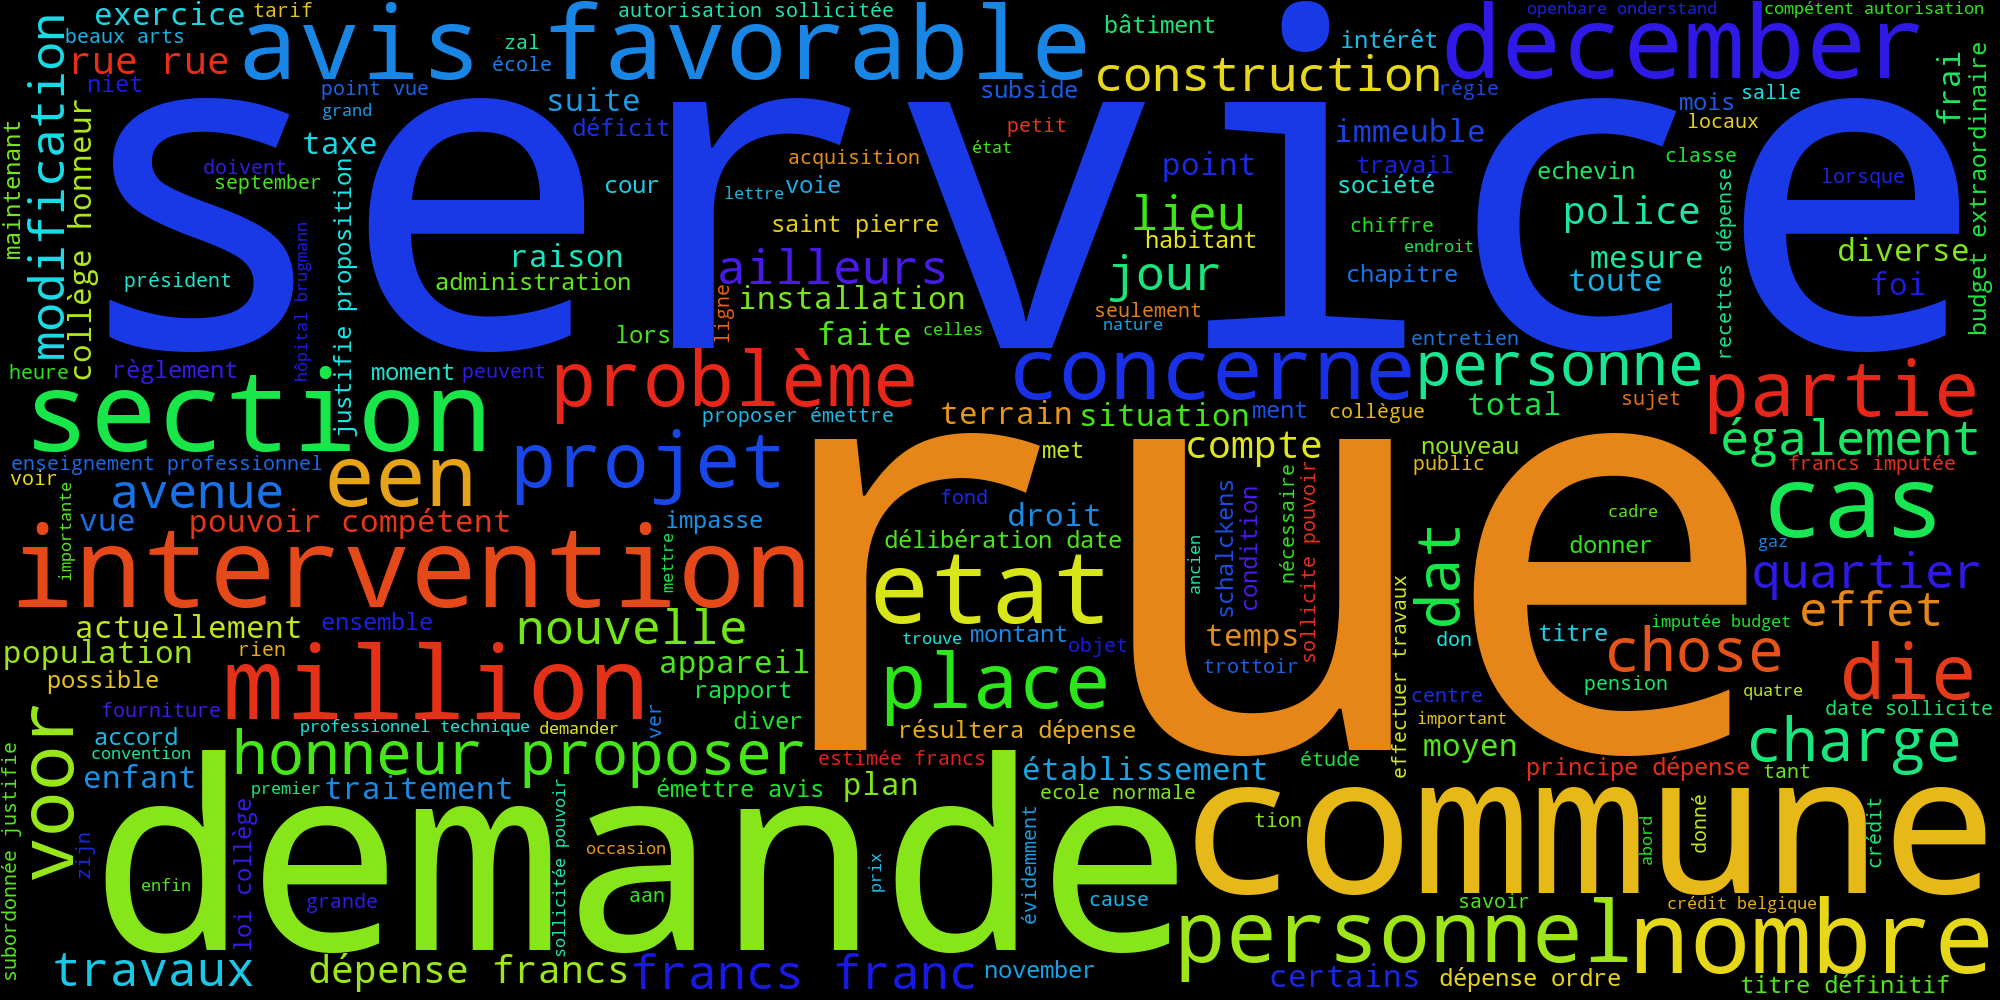 exercice
tarif
autorisation sollicitée
bâtiment
openbare onderstand
compétent autorisation
beaux arts
rue rue
avis favorable
zal
école
intérêt
december
niet
point vue
grand
suite
déficit
subside
construction
régie
mois
salle
locaux
frai
modification
collège honneur
maintenant
taxe
doivent
september
justifie proposition
service
cour
acquisition
lettre
voie
petit
état
point
immeuble
travail
société
echevin
classe
lorsque
budget extraordinaire
saint pierre
lieu
habitant
chiffre
endroit
police
recettes dépense
président
hôpital brugmann
raison
administration
ailleurs
jour
chapitre
mesure
toute
diverse
foi
ligne
installation
seulement
nature
lors
faite
celles
entretien
heure
règlement
moment
peuvent
problème
concerne
personne
partie
section
proposer émettre
terrain
situation
ment
collègue
total
sujet
également
enseignement professionnel
voir
een
projet
met
compte
nouveau
public
francs imputée
avenue
fond
cas
importante
vue
pouvoir compétent
impasse
droit
schalckens
condition
nécessaire
sollicite pouvoir
cadre
intervention
mettre
délibération date
etat
ancien
rue
dat
donner
gaz
quartier
actuellement
ensemble
nouvelle
trouve
montant
objet
temps
don
titre
imputée budget
effet
population
rien
possible
million
appareil
rapport
place
trottoir
effectuer travaux
chose
pension
quatre
die
fourniture
professionnel technique
demander
ver
diver
résultera dépense
centre
important
date sollicite
accord
convention
voor
honneur proposer
estimée francs
étude
moyen
charge
enfant
premier
traitement
émettre avis
plan
établissement
ecole normale
principe dépense
tant
subordonnée justifie
zijn
loi collège
demande
sollicitée pouvoir
occasion
prix
évidemment
tion
commune
abord
donné
crédit
enfin
grande
aan
cause
savoir
crédit belgique
personnel
nombre
travaux
dépense francs
francs franc
november
certains
dépense ordre
titre définitif